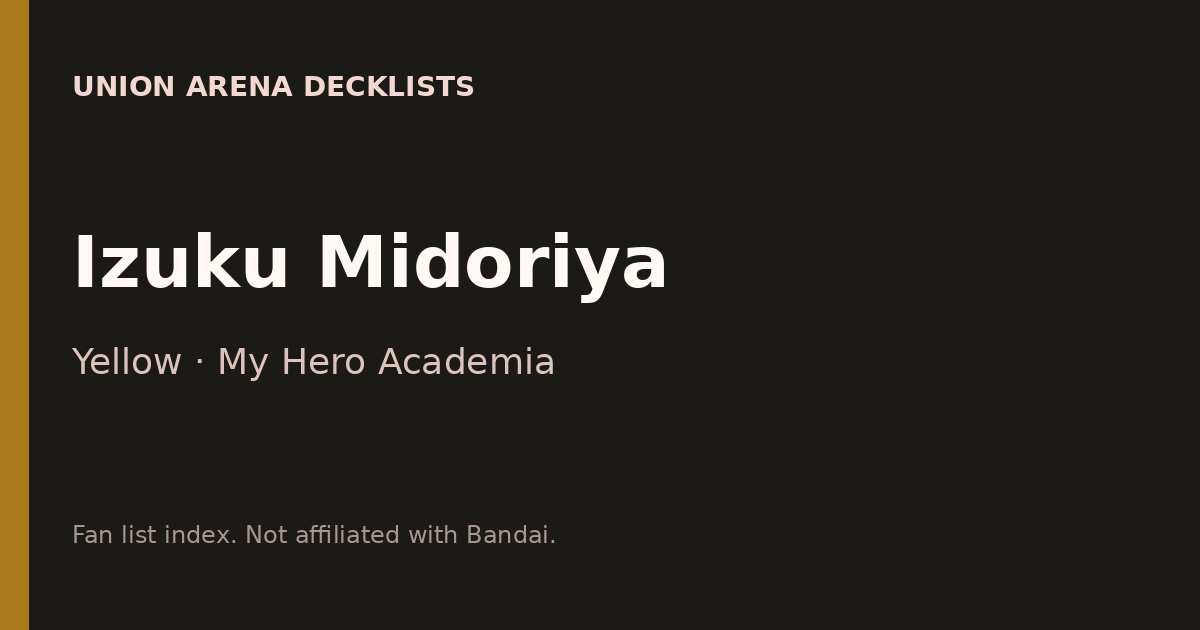 UNION ARENA DECKLISTS
Izuku Midoriya
Yellow · My Hero Academia
Fan list index. Not affiliated with Bandai.